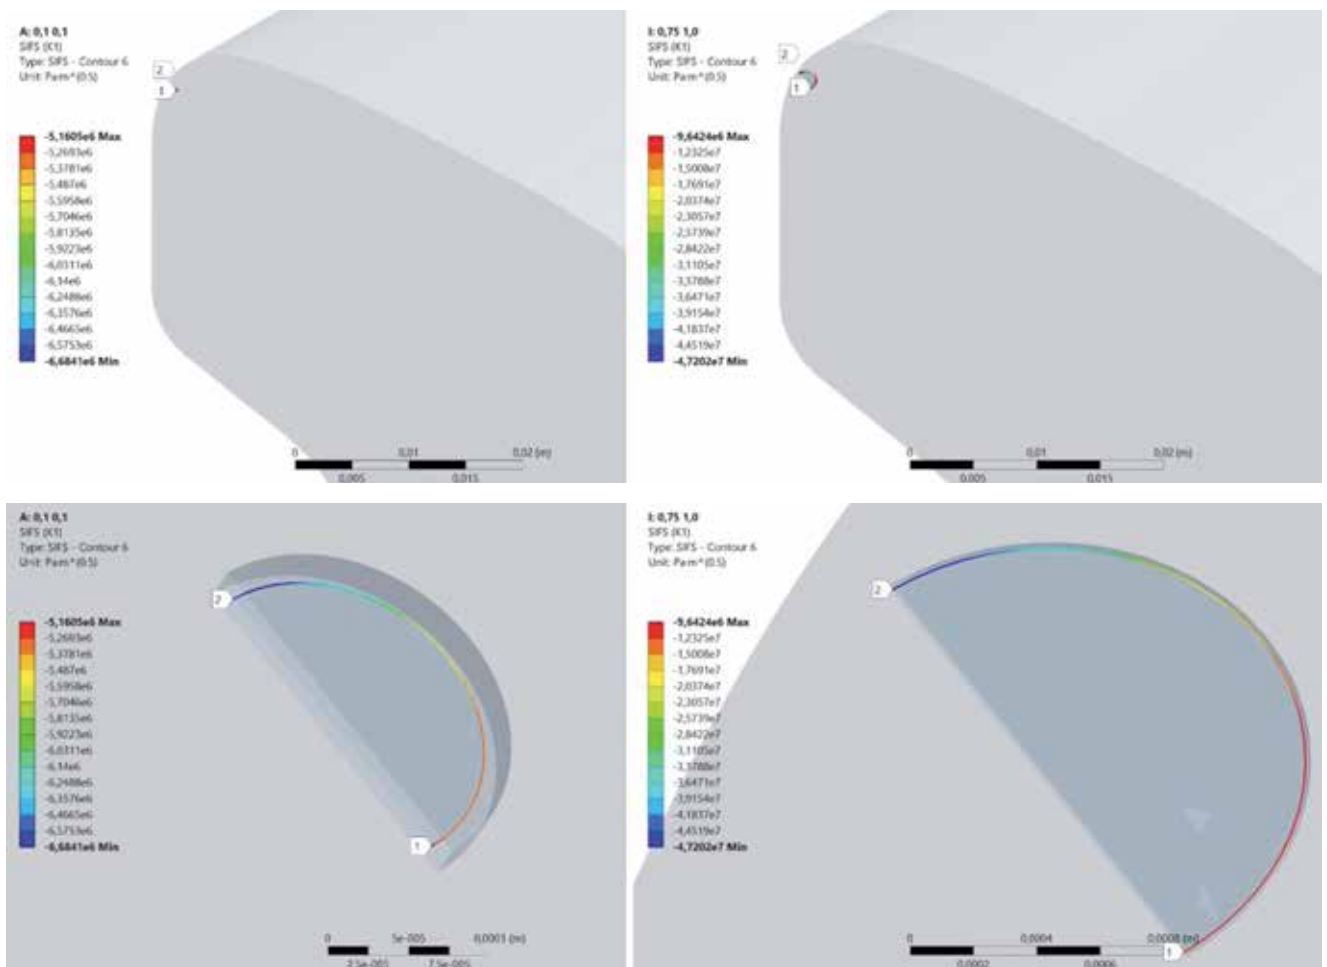 A: 0,1 0,1
SIFS (K1)
Type: SIFS - Contour 6
Unit: Pa·m^(0.5)
-5,1605e6 Max
-5,2693e6
-5,3781e6
-5,487e6
-5,5958e6
-5,7046e6
-5,8135e6
-5,9223e6
-6,0311e6
-6,14e6
-6,2488e6
-6,3576e6
-6,4665e6
-6,5753e6
-6,6841e6 Min
2
1
0
0,01
0,02 (m)
0,005
0,015
I: 0,75 1,0
SIFS (K1)
Type: SIFS - Contour 6
Unit: Pa·m^(0.5)
-9,6424e6 Max
-1,2325e7
-1,5008e7
-1,7691e7
-2,0374e7
-2,3057e7
-2,5739e7
-2,8422e7
-3,1105e7
-3,3788e7
-3,6471e7
-3,9154e7
-4,1837e7
-4,4519e7
-4,7202e7 Min
2
1
0
0,01
0,02 (m)
0,005
0,015
A: 0,1 0,1
SIFS (K1)
Type: SIFS - Contour 6
Unit: Pa·m^(0.5)
-5,1605e6 Max
-5,2693e6
-5,3781e6
-5,487e6
-5,5958e6
-5,7046e6
-5,8135e6
-5,9223e6
-6,0311e6
-6,14e6
-6,2488e6
-6,3576e6
-6,4665e6
-6,5753e6
-6,6841e6 Min
2
1
0
5e-005
0,0001 (m)
2,5e-005
7,5e-005
I: 0,75 1,0
SIFS (K1)
Type: SIFS - Contour 6
Unit: Pa·m^(0.5)
-9,6424e6 Max
-1,2325e7
-1,5008e7
-1,7691e7
-2,0374e7
-2,3057e7
-2,5739e7
-2,8422e7
-3,1105e7
-3,3788e7
-3,6471e7
-3,9154e7
-4,1837e7
-4,4519e7
-4,7202e7 Min
2
1
0
0,0004
0,0008 (m)
0,0002
0,0006